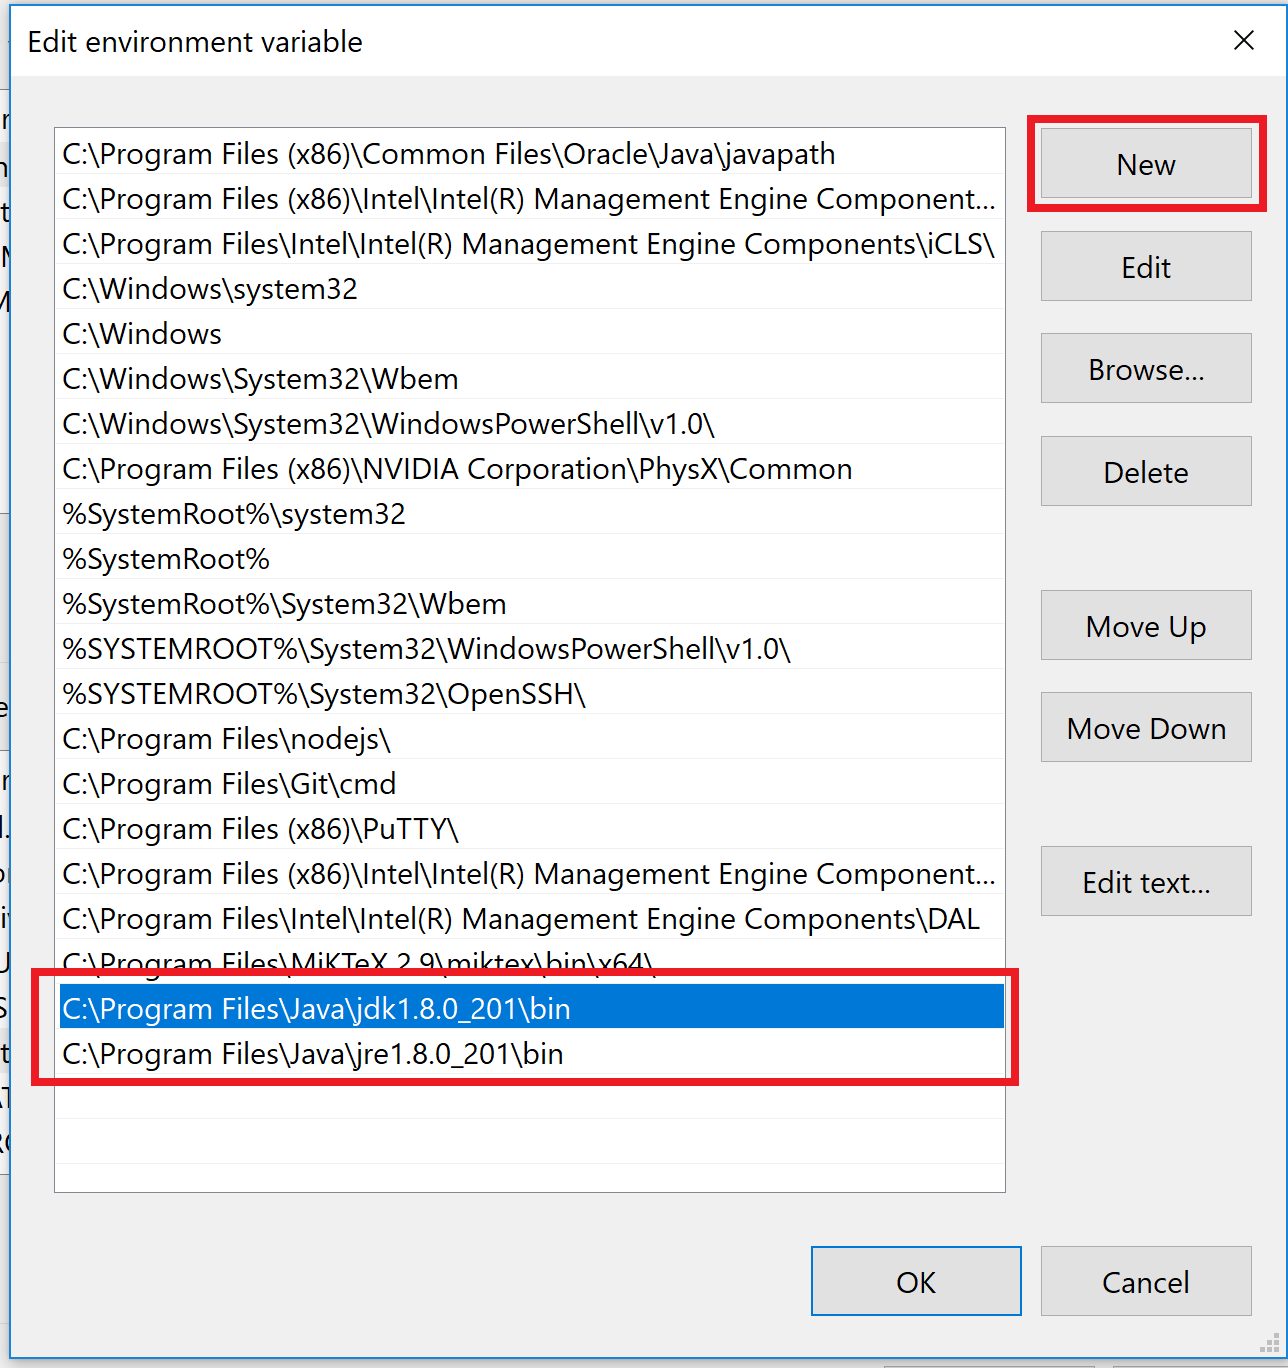 Edit environment variable
C:\Program Files (x86)\Common Files\Oracle\Java\javapath
C:\Program Files (x86)\Intel\Intel(R) Management Engine Component...
C:\Program Files\Intel\Intel(R) Management Engine Components\iCLS\
C:\Windows\system32
C:\Windows
C:\Windows\System32\Wbem
C:\Windows\System32\WindowsPowerShell\v1.0\
C:\Program Files (x86)\NVIDIA Corporation\PhysX\Common
%SystemRoot%\system32
%SystemRoot%
%SystemRoot%\System32\Wbem
%SYSTEMROOT%\System32\WindowsPowerShell\v1.0\
%SYSTEMROOT%\System32\OpenSSH\
C:\Program Files\nodejs\
C:\Program Files\Git\cmd
C:\Program Files (x86)\PuTTY\
C:\Program Files (x86)\Intel\Intel(R) Management Engine Component...
C:\Program Files\Intel\Intel(R) Management Engine Components\DAL
C:\Program Files\MiKTeX 2.9\miktex\bin\x64\
C:\Program Files\Java\jdk1.8.0_201\bin
C:\Program Files\Java\jre1.8.0_201\bin
New
Edit
Browse...
Delete
Move Up
Move Down
Edit text...
OK
Cancel